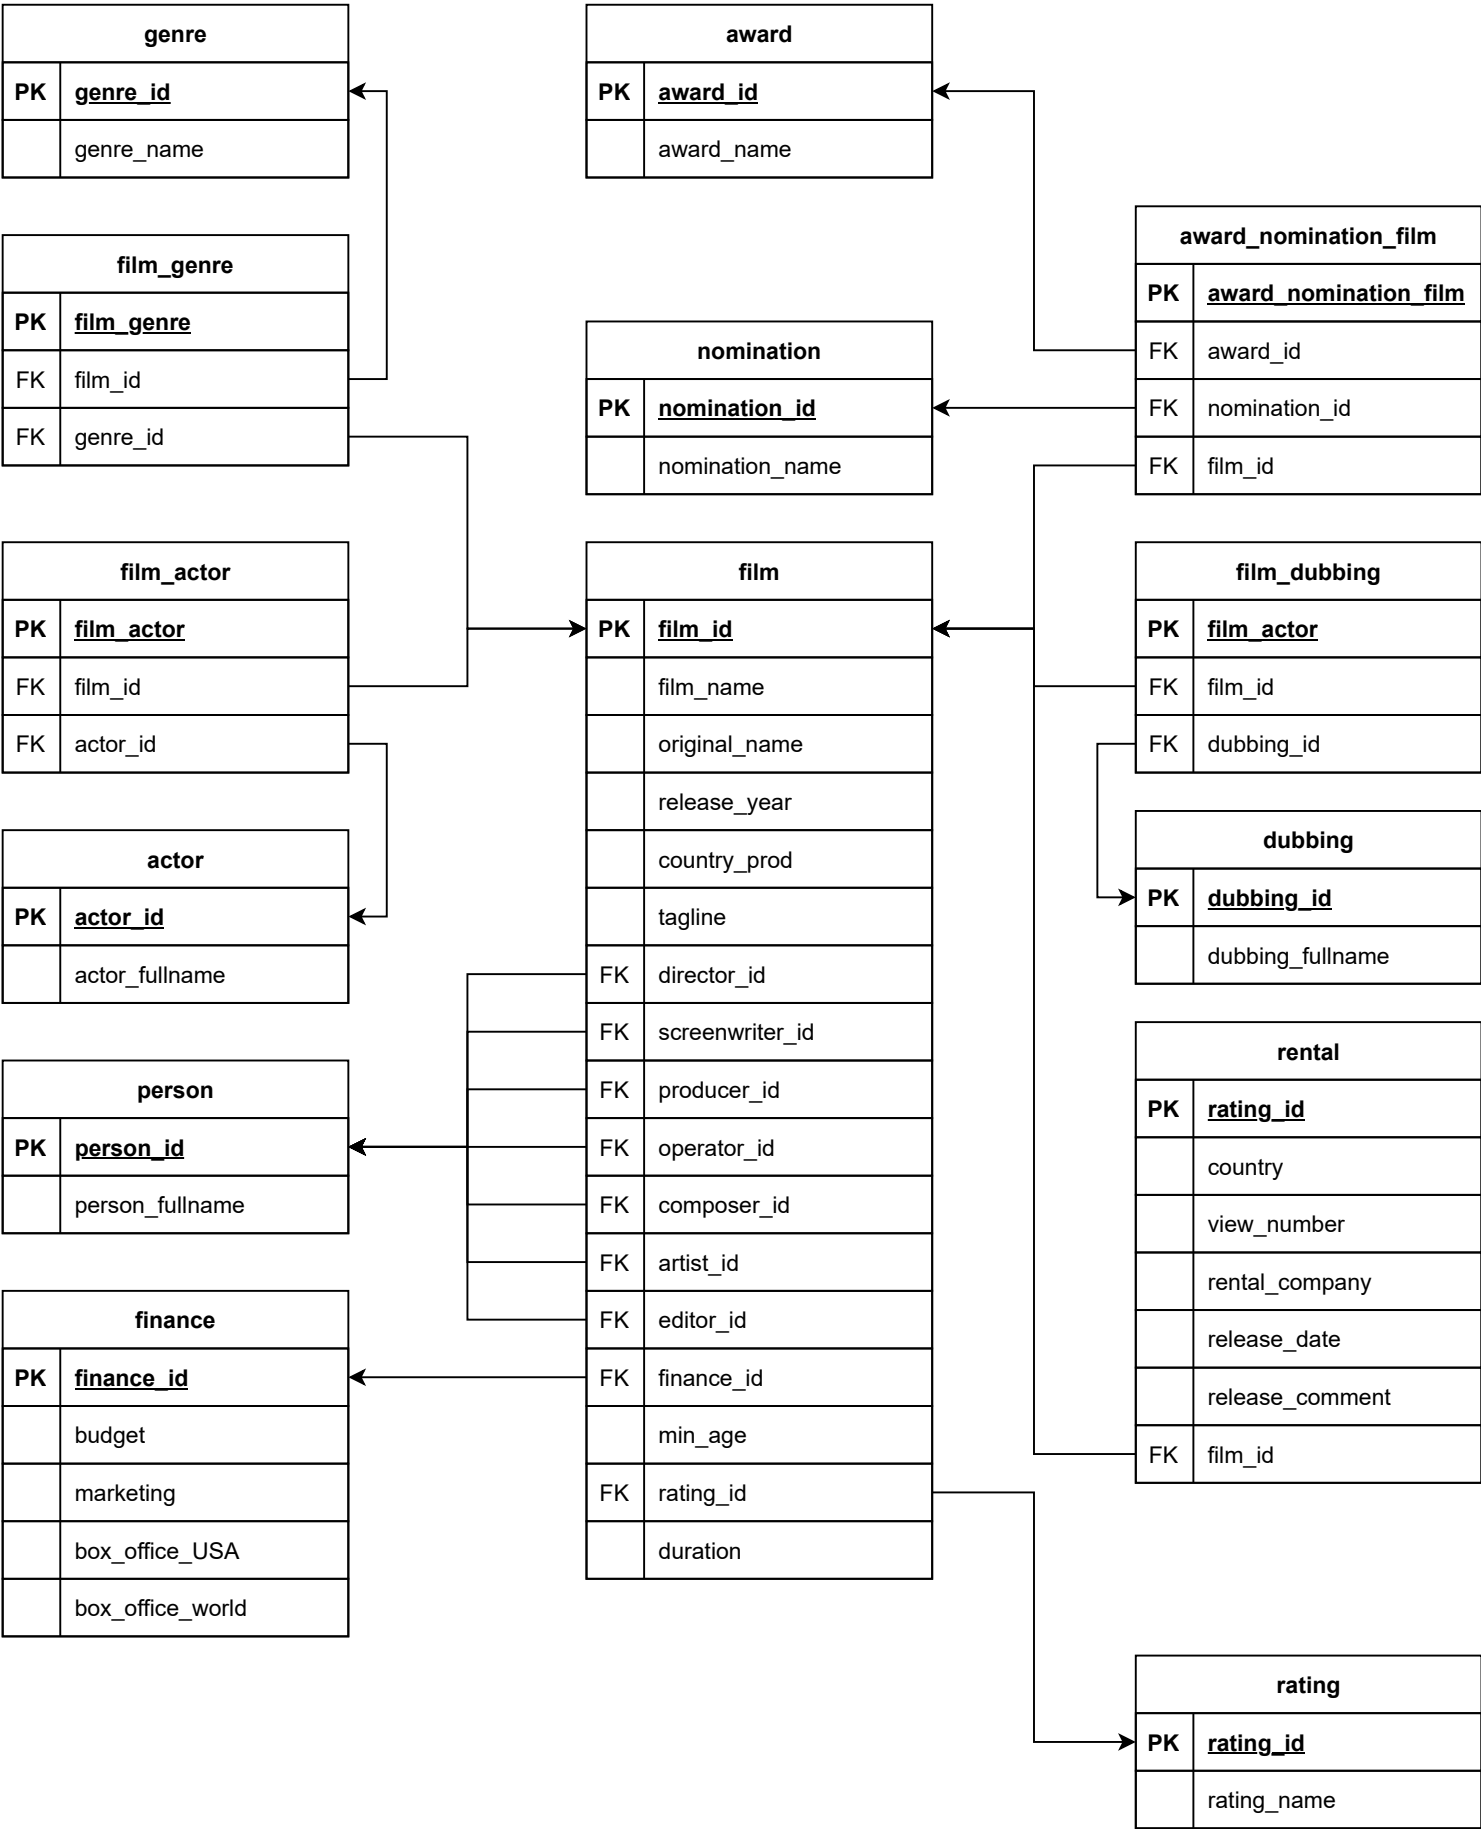 genre
PK genre_id
genre_name
film_genre
PK film_genre
FK film_id
FK genre_id
film_actor
PK film_actor
FK film_id
FK actor_id
actor
PK actor_id
actor_fullname
person
PK person_id
person_fullname
finance
PK finance_id
budget
marketing
box_office_USA
box_office_world
award
PK award_id
award_name
nomination
PK nomination_id
nomination_name
film
PK film_id
film_name
original_name
release_year
country_prod
tagline
FK director_id
FK screenwriter_id
FK producer_id
FK operator_id
FK composer_id
FK artist_id
FK editor_id
FK finance_id
min_age
FK rating_id
duration
award_nomination_film
PK award_nomination_film
FK award_id
FK nomination_id
FK film_id
film_dubbing
PK film_actor
FK film_id
FK dubbing_id
dubbing
PK dubbing_id
dubbing_fullname
rental
PK rating_id
country
view_number
rental_company
release_date
release_comment
FK film_id
rating
PK rating_id
rating_name